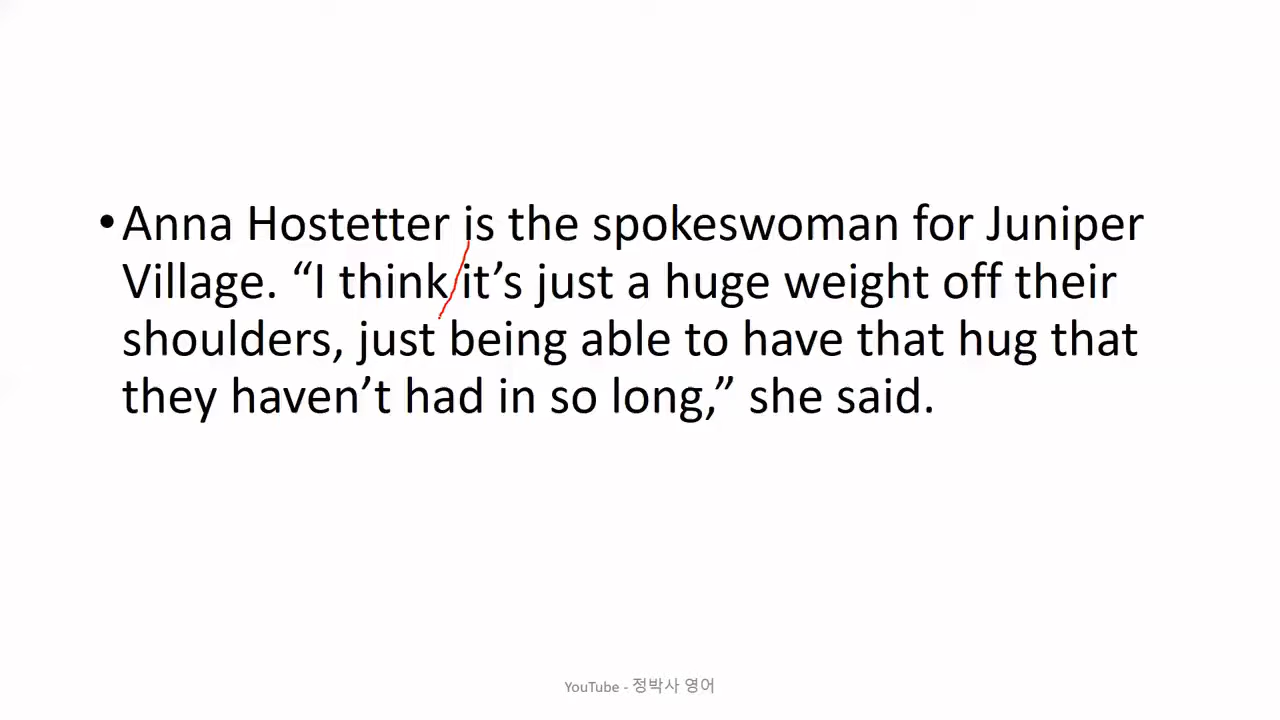 •Anna Hostetter is the spokeswoman for Juniper
Village. “I think it’s just a huge weight off their
shoulders, just being able to have that hug that
they haven’t had in so long,” she said.
YouTube - 정박사 영어